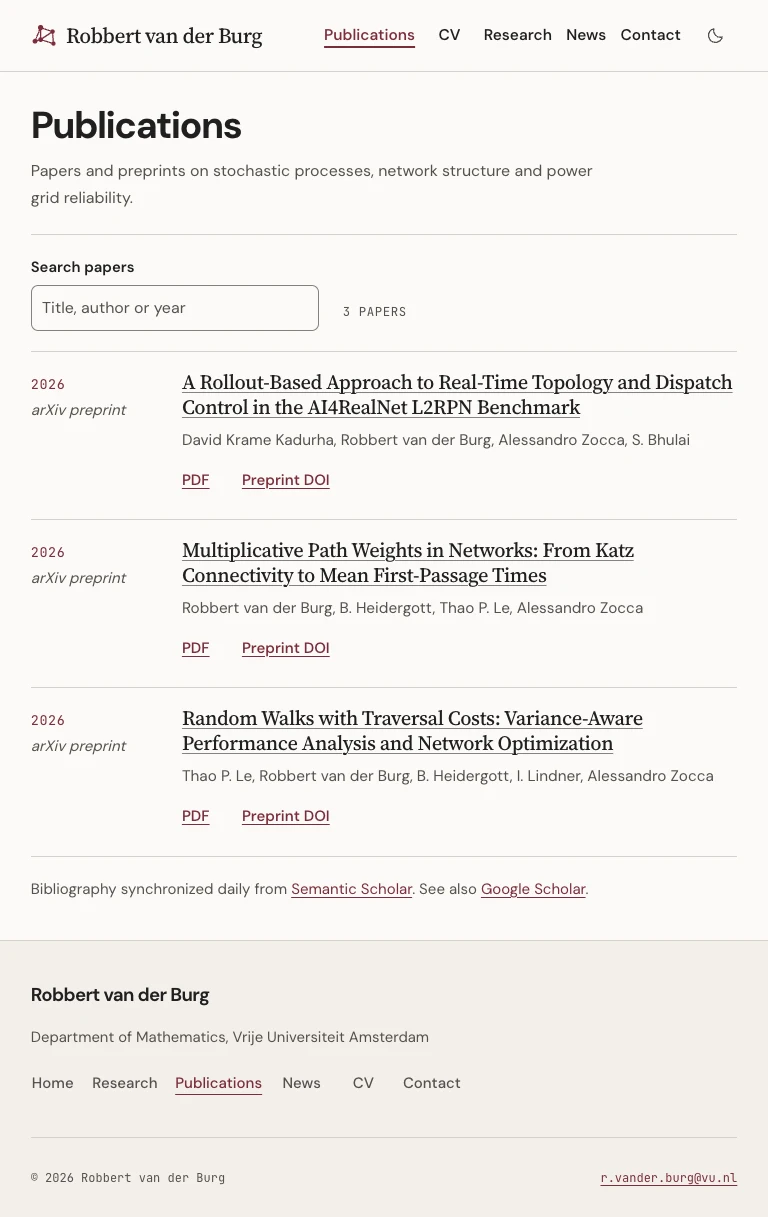 Robbert van der Burg
Publications CV Research News Contact
Publications
Papers and preprints on stochastic processes, network structure and power
grid reliability.
Search papers
Title, author or year
3 PAPERS
2026
arXiv preprint
A Rollout-Based Approach to Real-Time Topology and Dispatch
Control in the AI4RealNet L2RPN Benchmark
David Krame Kadurha, Robbert van der Burg, Alessandro Zocca, S. Bhulai
PDF Preprint DOI
2026
arXiv preprint
Multiplicative Path Weights in Networks: From Katz
Connectivity to Mean First-Passage Times
Robbert van der Burg, B. Heidergott, Thao P. Le, Alessandro Zocca
PDF Preprint DOI
2026
arXiv preprint
Random Walks with Traversal Costs: Variance-Aware
Performance Analysis and Network Optimization
Thao P. Le, Robbert van der Burg, B. Heidergott, I. Lindner, Alessandro Zocca
PDF Preprint DOI
Bibliography synchronized daily from Semantic Scholar. See also Google Scholar.
Robbert van der Burg
Department of Mathematics, Vrije Universiteit Amsterdam
Home Research Publications News CV Contact
© 2026 Robbert van der Burg
r.vander.burg@vu.nl